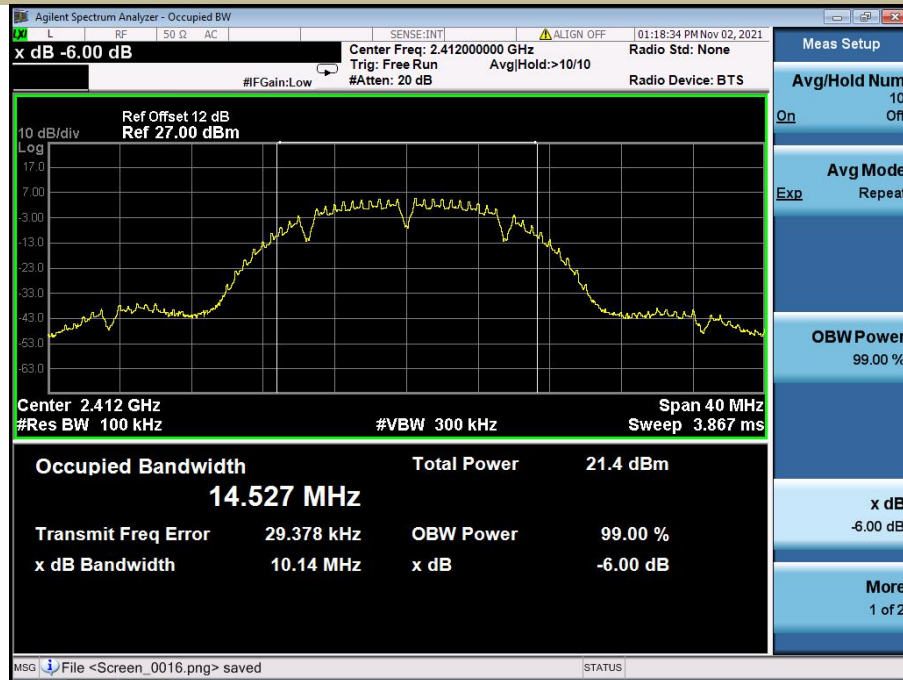 Agilent Spectrum Analyzer - Occupied BW
LXI L RF 50 Ω AC SENSE:INT ALIGN OFF 01:18:34 PM Nov 02, 2021
x dB -6.00 dB
Center Freq: 2.412000000 GHz Radio Std: None
Trig: Free Run Avg|Hold:>10/10
#IFGain:Low #Atten: 20 dB Radio Device: BTS
Ref Offset 12 dB
10 dB/div Ref 27.00 dBm
Log
17.0
7.00
-3.00
-13.0
-23.0
-33.0
-43.0
-53.0
-63.0
Center 2.412 GHz Span 40 MHz
#Res BW 100 kHz #VBW 300 kHz Sweep 3.867 ms
Occupied Bandwidth Total Power 21.4 dBm
14.527 MHz
Transmit Freq Error 29.378 kHz OBW Power 99.00 %
x dB Bandwidth 10.14 MHz x dB -6.00 dB
MSG File <Screen_0016.png> saved STATUS
Meas Setup
Avg/Hold Num
10
On Off
Avg Mode
Exp Repeat
OBW Power
99.00 %
x dB
-6.00 dB
More
1 of 2